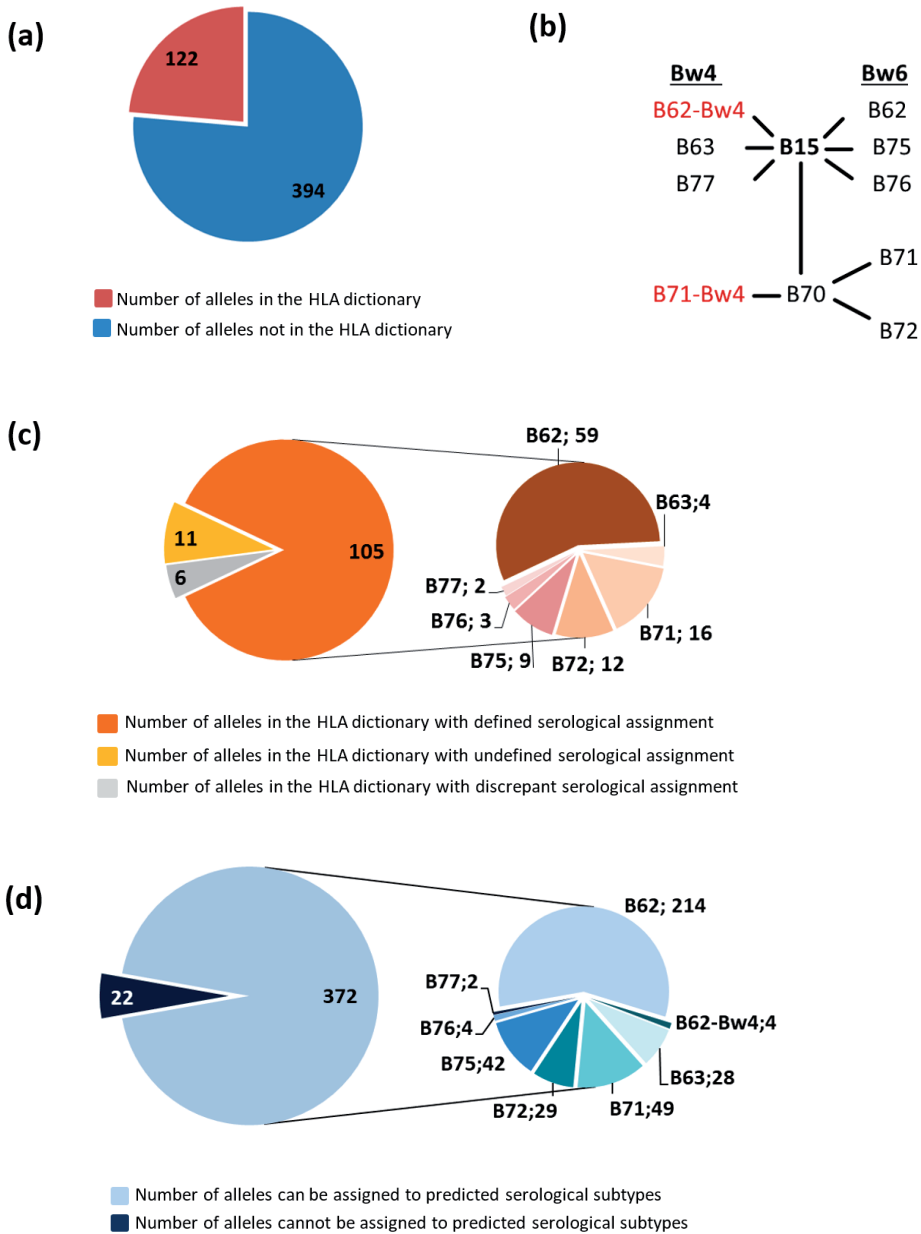 (a)
122
394
Number of alleles in the HLA dictionary
Number of alleles not in the HLA dictionary
(b)
Bw4 Bw6
B62-Bw4 B62
B63 B15 B75
B77 B76
B71
B71-Bw4 B70
B72
(c)
B62; 59
B63;4
11
105
6
B77; 2
B76; 3
B71; 16
B75; 9 B72; 12
Number of alleles in the HLA dictionary with defined serological assignment
Number of alleles in the HLA dictionary with undefined serological assignment
Number of alleles in the HLA dictionary with discrepant serological assignment
(d)
B62; 214
22
372
B77;2
B62-Bw4;4
B76;4
B75;42
B63;28
B72;29 B71;49
Number of alleles can be assigned to predicted serological subtypes
Number of alleles cannot be assigned to predicted serological subtypes